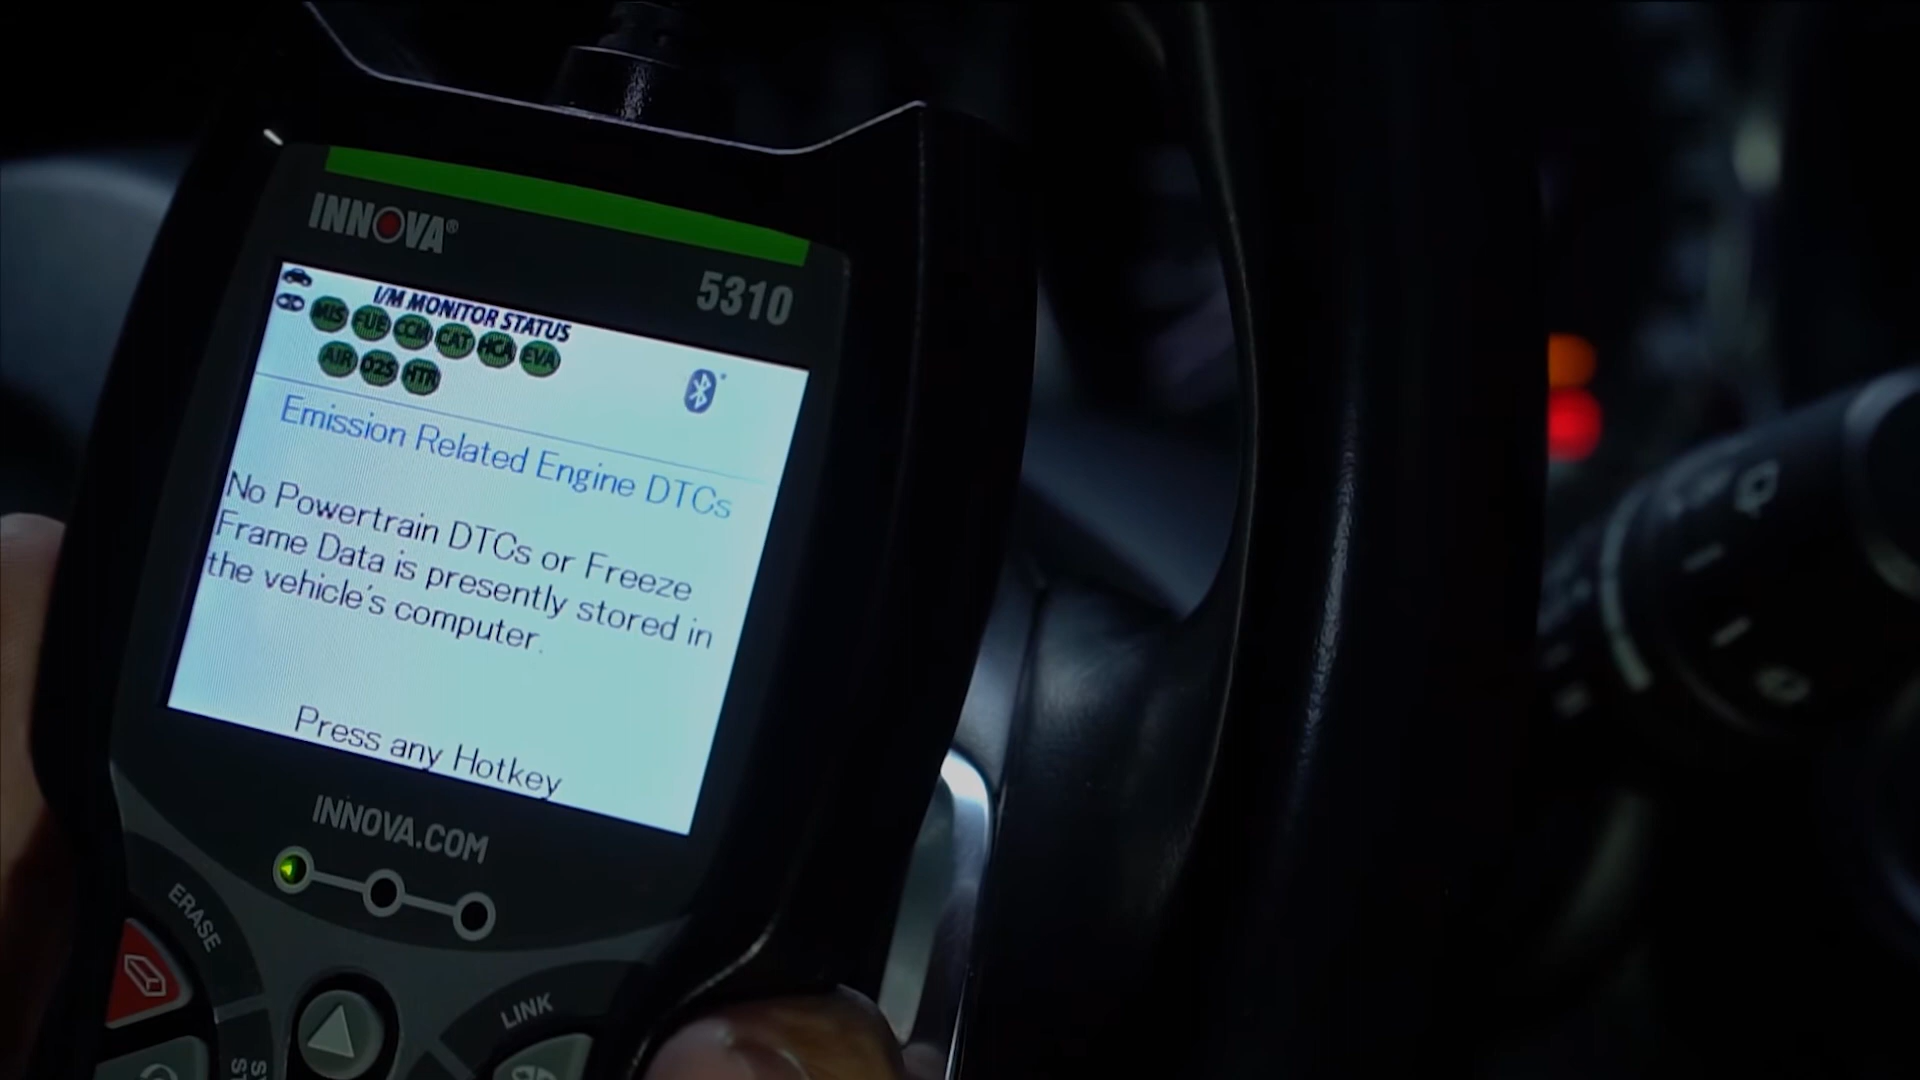 INNOVA®
5310
I/M MONITOR STATUS
MIS FUE CCM CAT HCA EVA
AIR O2S HTR
Emission Related Engine DTCs
No Powertrain DTCs or Freeze
Frame Data is presently stored in
the vehicle's computer.
Press any Hotkey
INNOVA.COM
ERASE
LINK